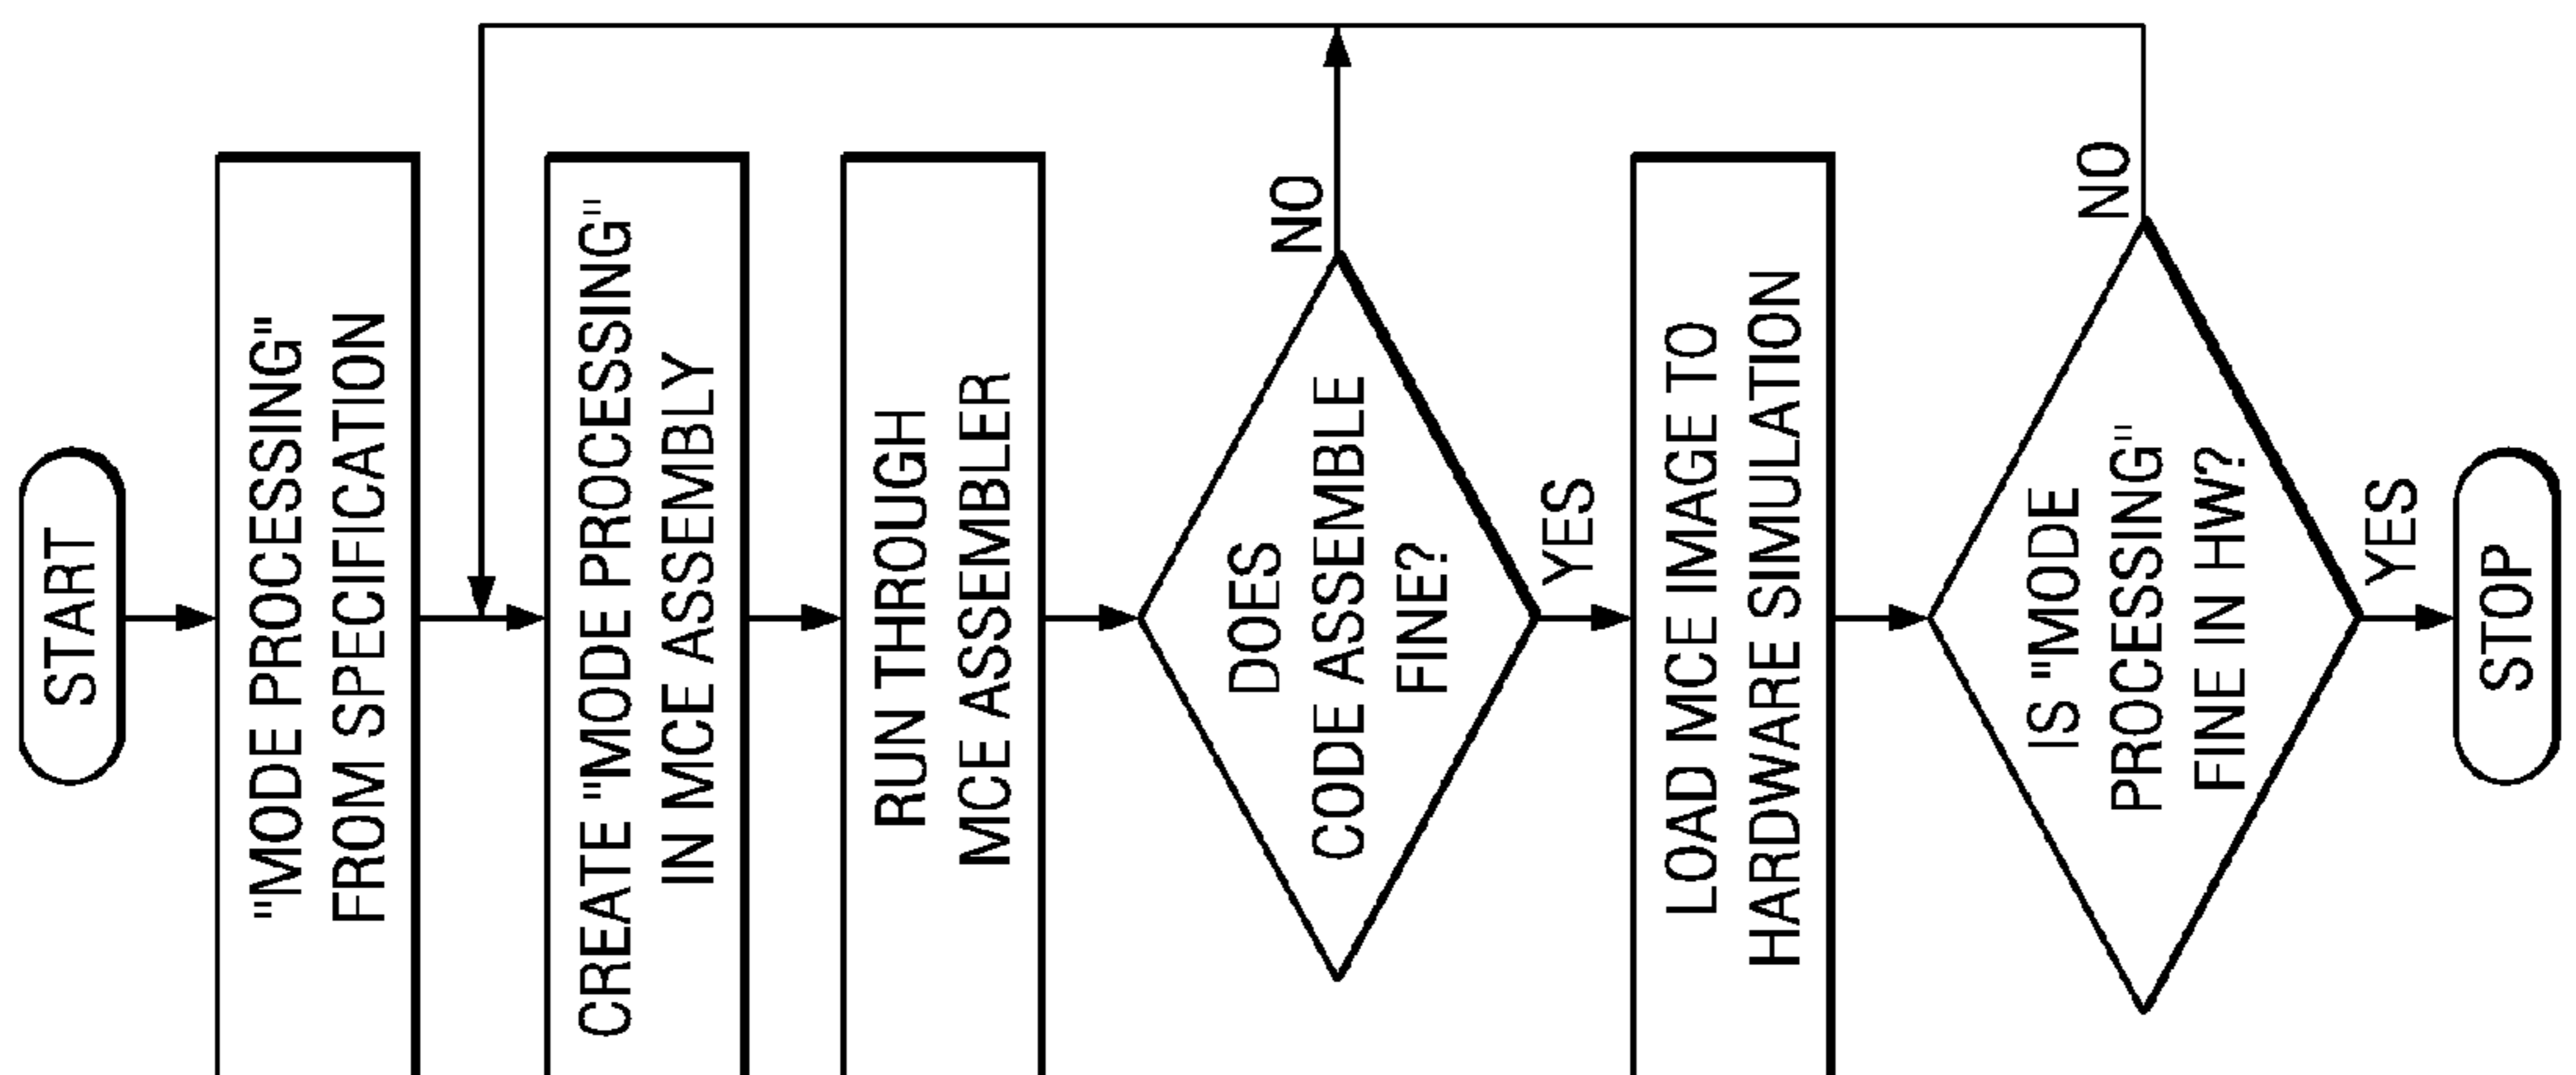 START
"MODE PROCESSING"
FROM SPECIFICATION
CREATE "MODE PROCESSING"
IN MCE ASSEMBLY
RUN THROUGH
MCE ASSEMBLER
DOES
CODE ASSEMBLE
FINE?
NO
YES
LOAD MCE IMAGE TO
HARDWARE SIMULATION
IS "MODE
PROCESSING"
FINE IN HW?
NO
YES
STOP